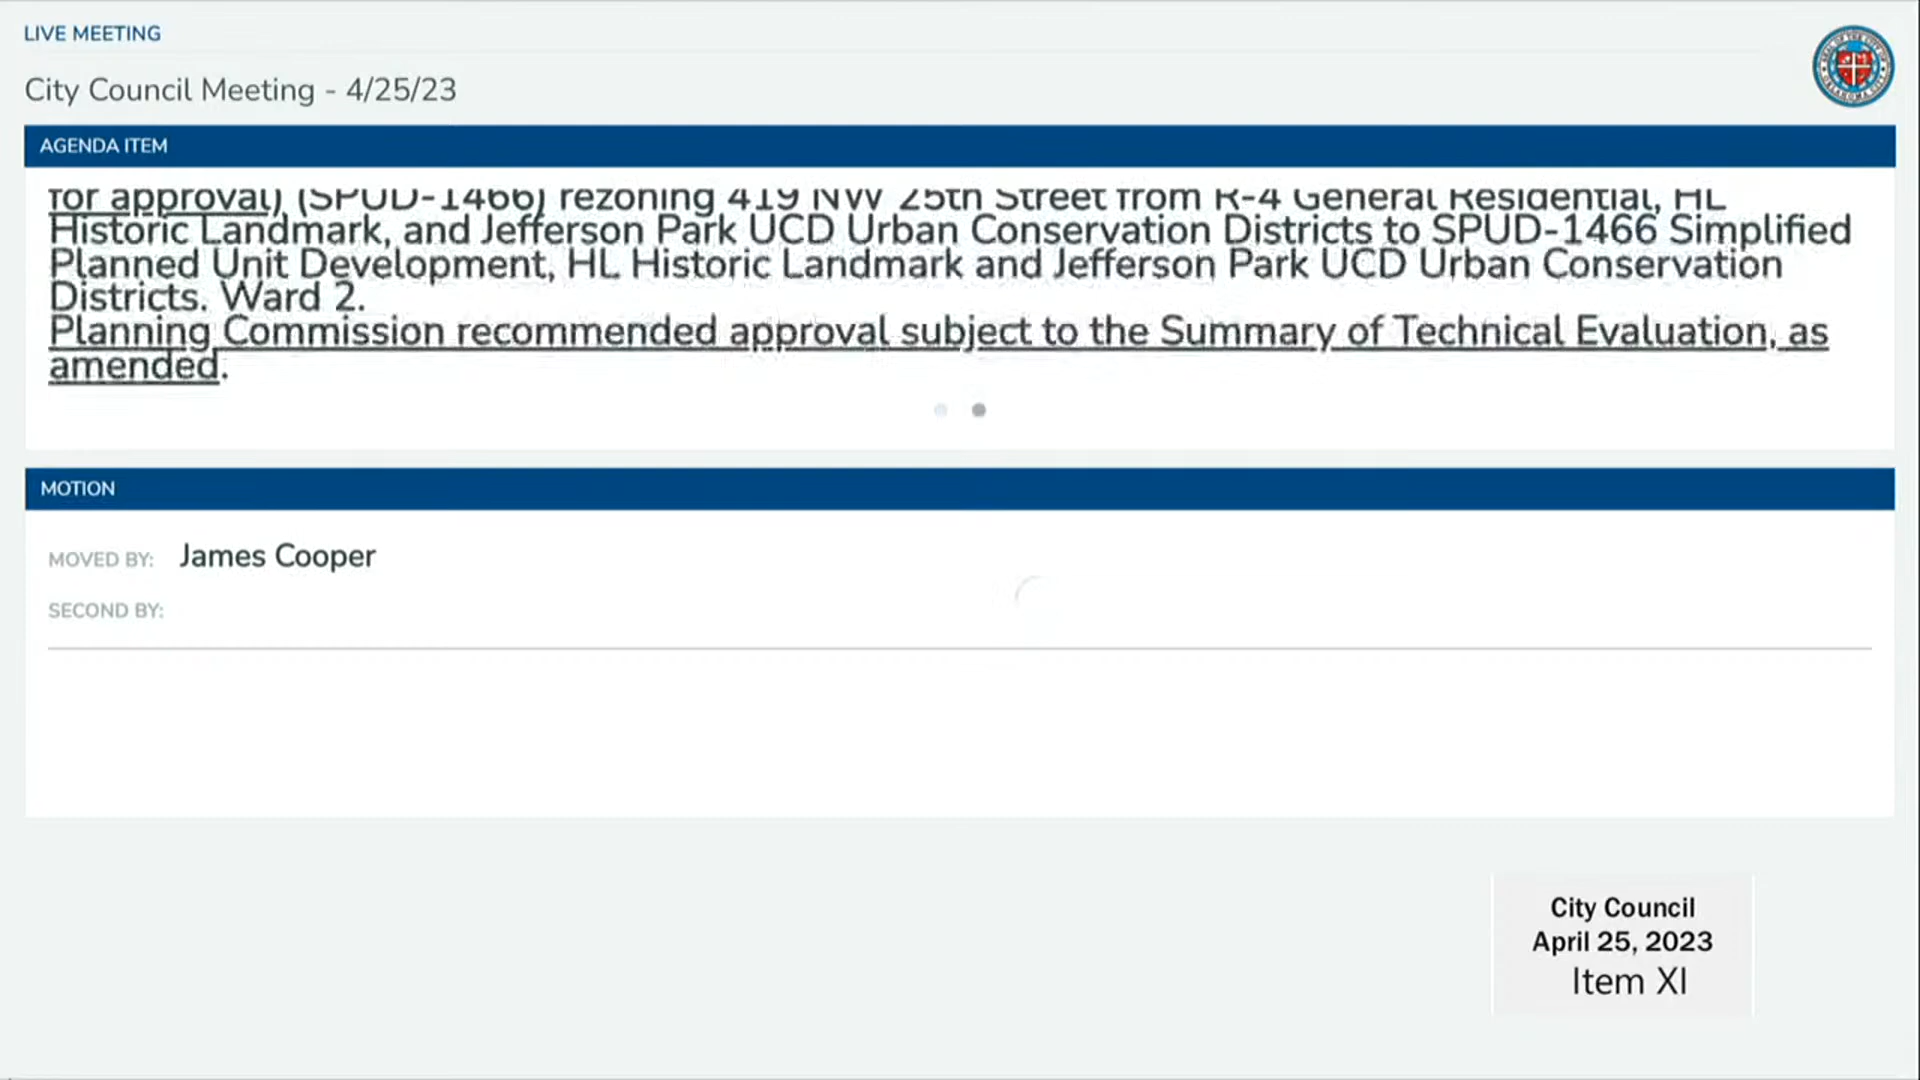 LIVE MEETING
City Council Meeting - 4/25/23
AGENDA ITEM
for approval) (SPUD-1466) rezoning 419 NW 25th Street from R-4 General Residential, HL
Historic Landmark, and Jefferson Park UCD Urban Conservation Districts to SPUD-1466 Simplified
Planned Unit Development, HL Historic Landmark and Jefferson Park UCD Urban Conservation
Districts. Ward 2.
Planning Commission recommended approval subject to the Summary of Technical Evaluation, as
amended.
MOTION
MOVED BY: James Cooper
SECOND BY:
City Council
April 25, 2023
Item XI